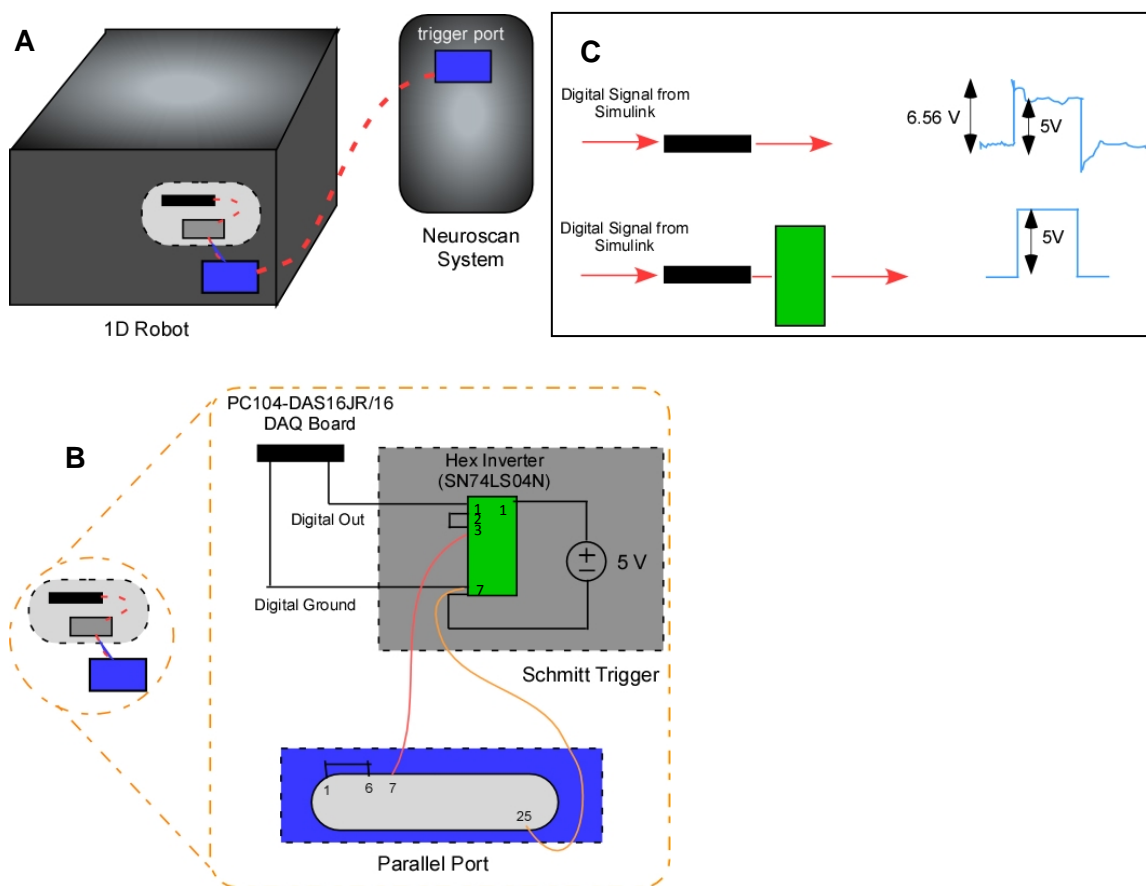 A
trigger port
Neuroscan
System
1D Robot
C
Digital Signal from
Simulink
6.56 V
5V
Digital Signal from
Simulink
5V
B
PC104-DAS16JR/16
DAQ Board
Hex Inverter
(SN74LS04N)
1
1
2
3
Digital Out
5 V
7
Digital Ground
Schmitt Trigger
1
6
7
25
Parallel Port